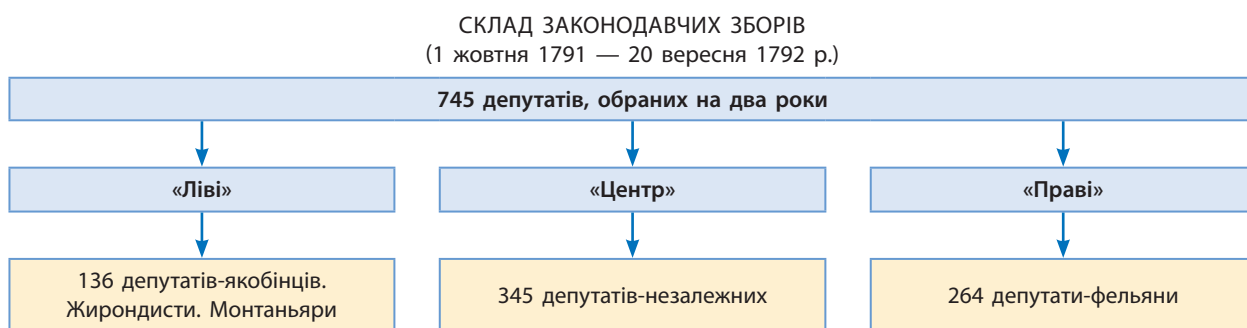 СКЛАД ЗАКОНОДАВЧИХ ЗБОРІВ
(1 жовтня 1791 — 20 вересня 1792 р.)
745 депутатів, обраних на два роки
«Ліві»
«Центр»
«Праві»
136 депутатів-якобінців.
Жирондисти. Монтаньяри
345 депутатів-незалежних
264 депутати-фельяни